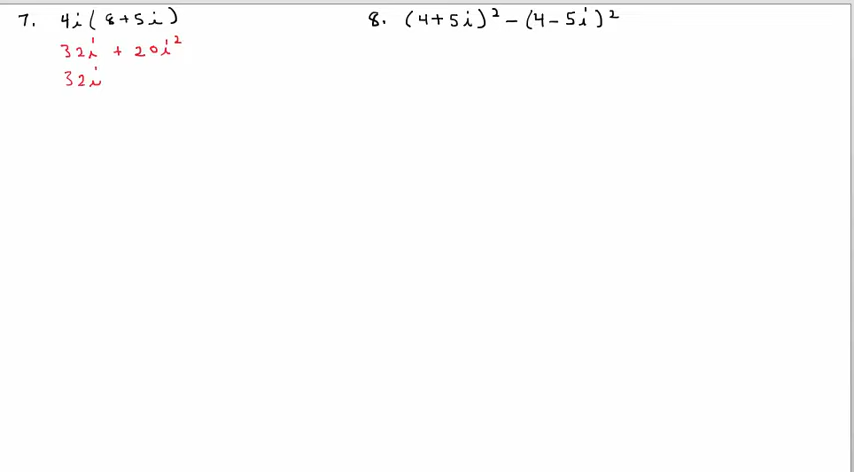 7. 4i(8+5i)
32i + 20i²
32i
8. (4+5i)² - (4-5i)²